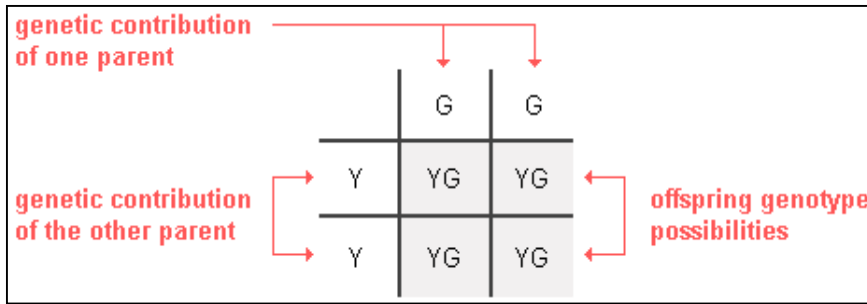 genetic contribution
of one parent
G G
Y YG YG
genetic contribution
of the other parent
offspring genotype
possibilities
Y YG YG